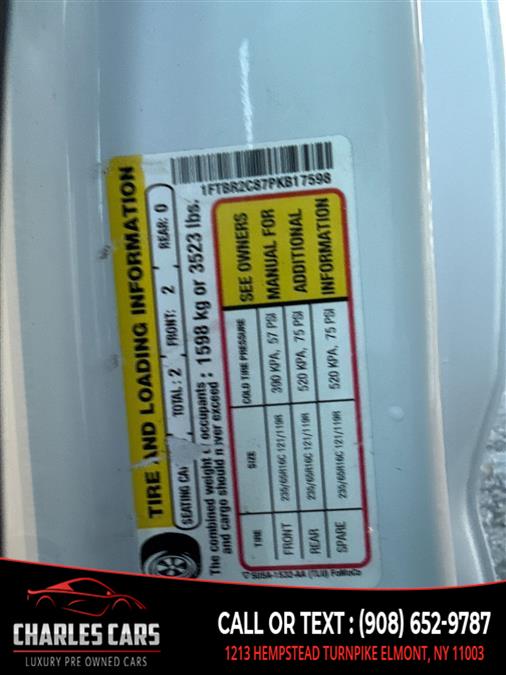 1FTBR2C87PKB17598
TIRE AND LOADING INFORMATION
SEATING CA TOTAL : 2 FRONT: 2 REAR: 0
The combined weight occupants
and cargo should n ver exceed : 1598 kg or 3523 lbs.
TIRE SIZE COLD TIRE PRESSURE SEE OWNERS
FRONT 235/65R16C 121/119R 390 KPA, 57 PSI MANUAL FOR
REAR 235/65R16C 121/119R 520 KPA, 75 PSI ADDITIONAL
SPARE 235/65R16C 121/119R 520 KPA, 75 PSI INFORMATION
(TLU) FoMoCo
CHARLES CARS
LUXURY PRE OWNED CARS
CALL OR TEXT : (908) 652-9787
1213 HEMPSTEAD TURNPIKE ELMONT, NY 11003